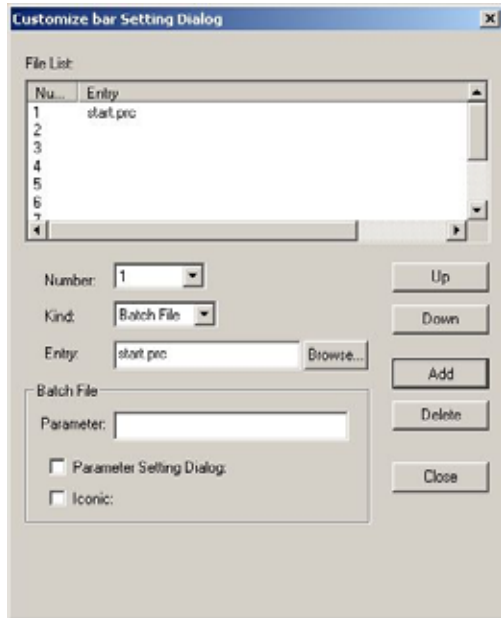 Customize bar Setting Dialog
File List:
Nu... Entry
1 start.prc
2
3
4
5
6
7
Number: 1
Up
Kind: Batch File
Down
Entry: start.prc Browse...
Add
Batch File
Delete
Parameter:
Parameter Setting Dialog:
Close
Iconic: